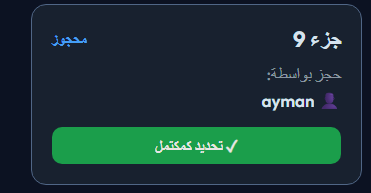 جزء 9
محجوز
حجز بواسطة:
👤 ayman
✓ تحديد كمكتمل